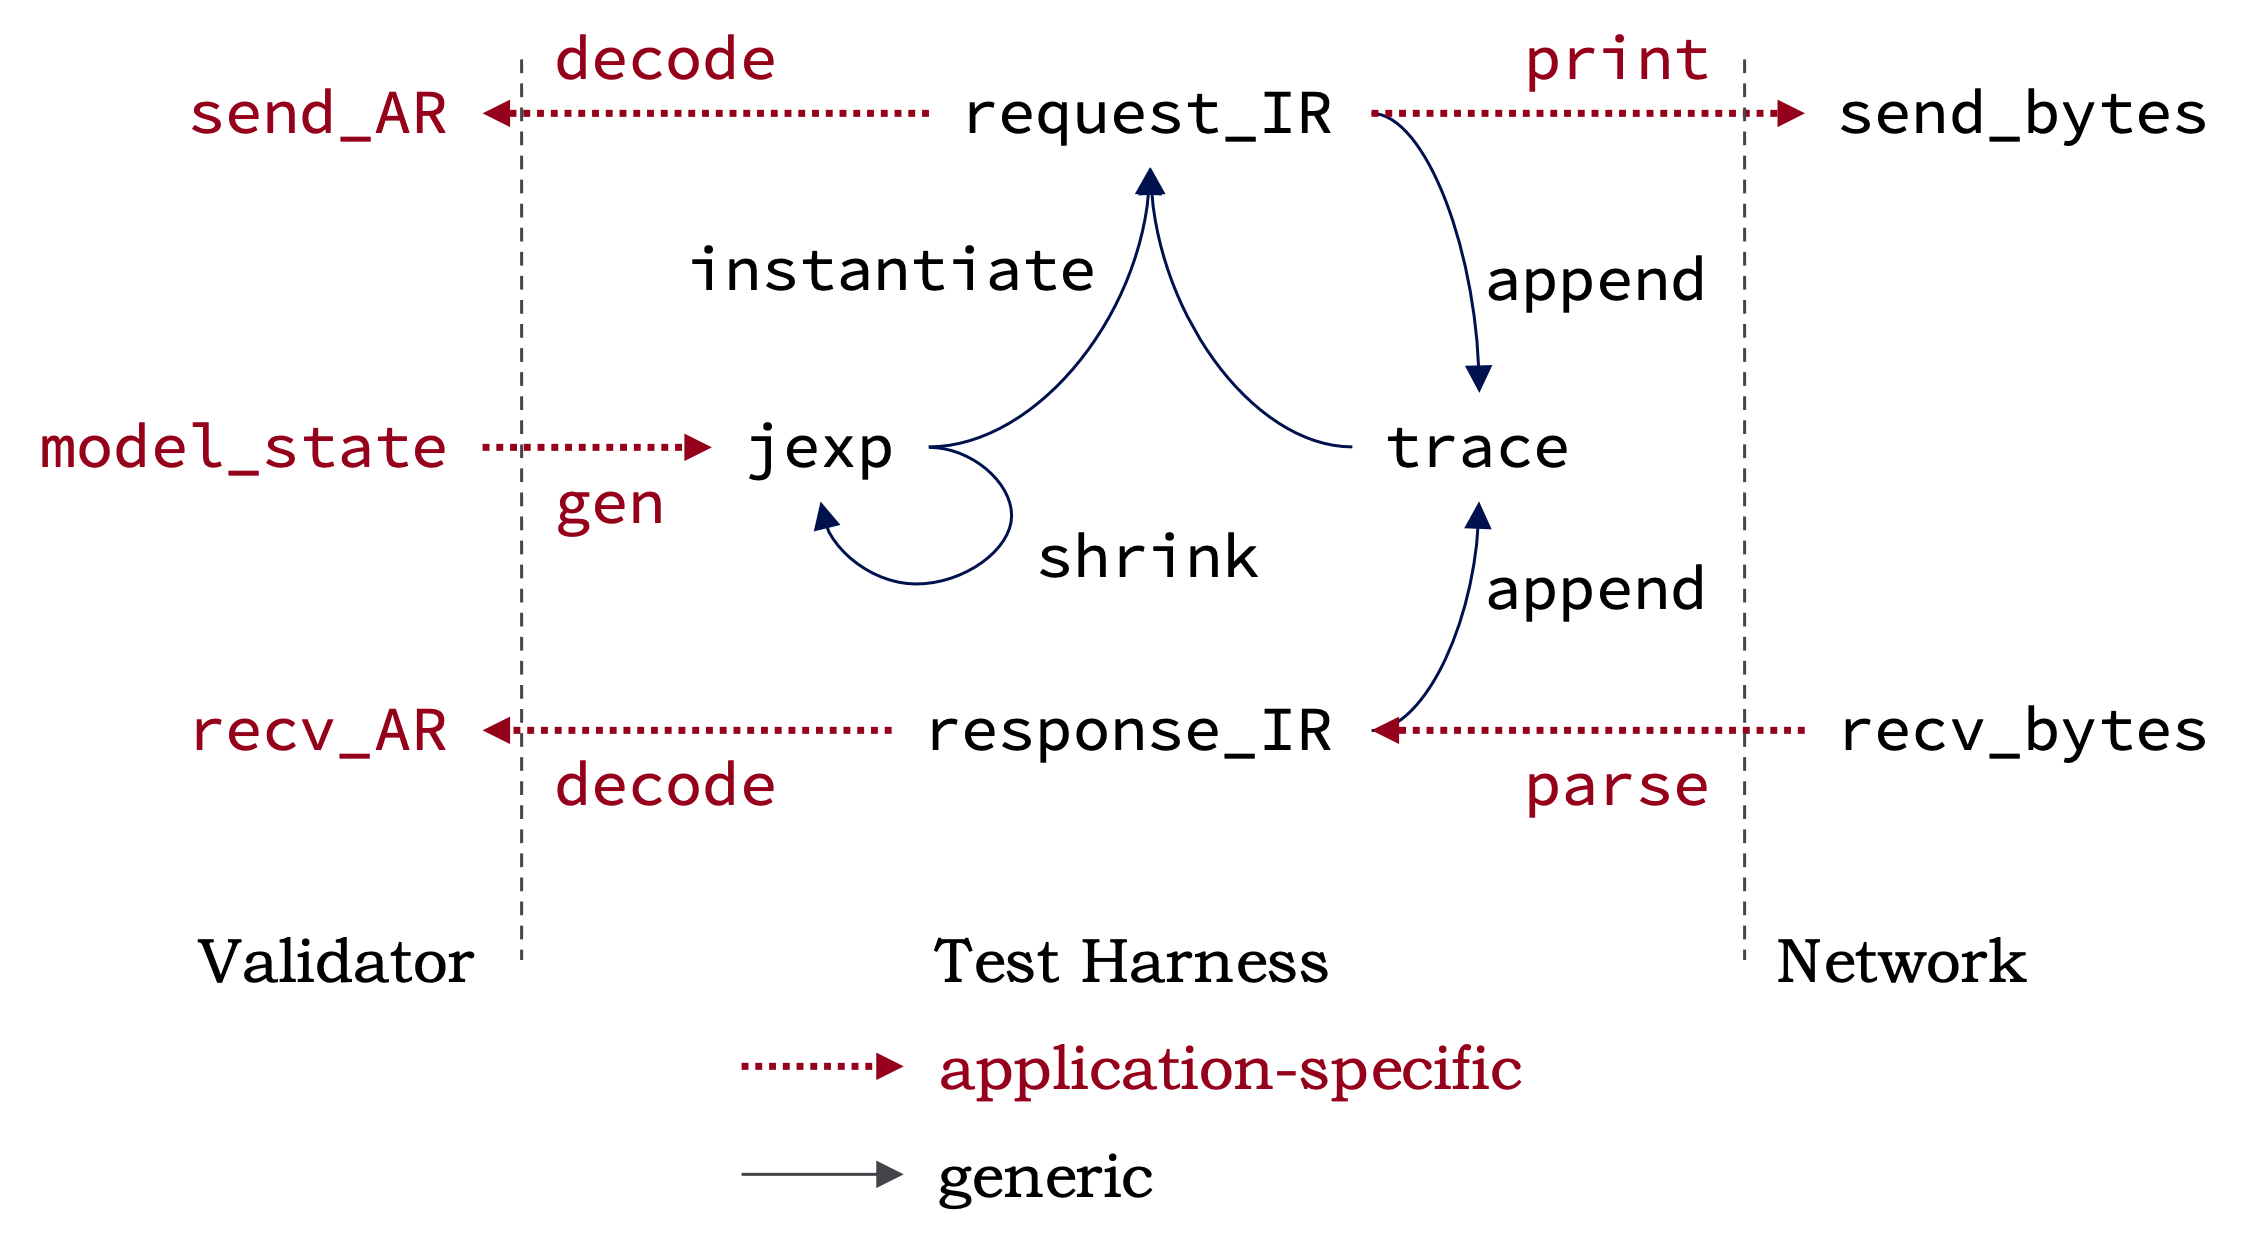 decode print
send_AR request_IR send_bytes
instantiate append
model_state jexp trace
gen shrink append
recv_AR response_IR recv_bytes
decode parse
Validator Test Harness Network
application-specific
generic